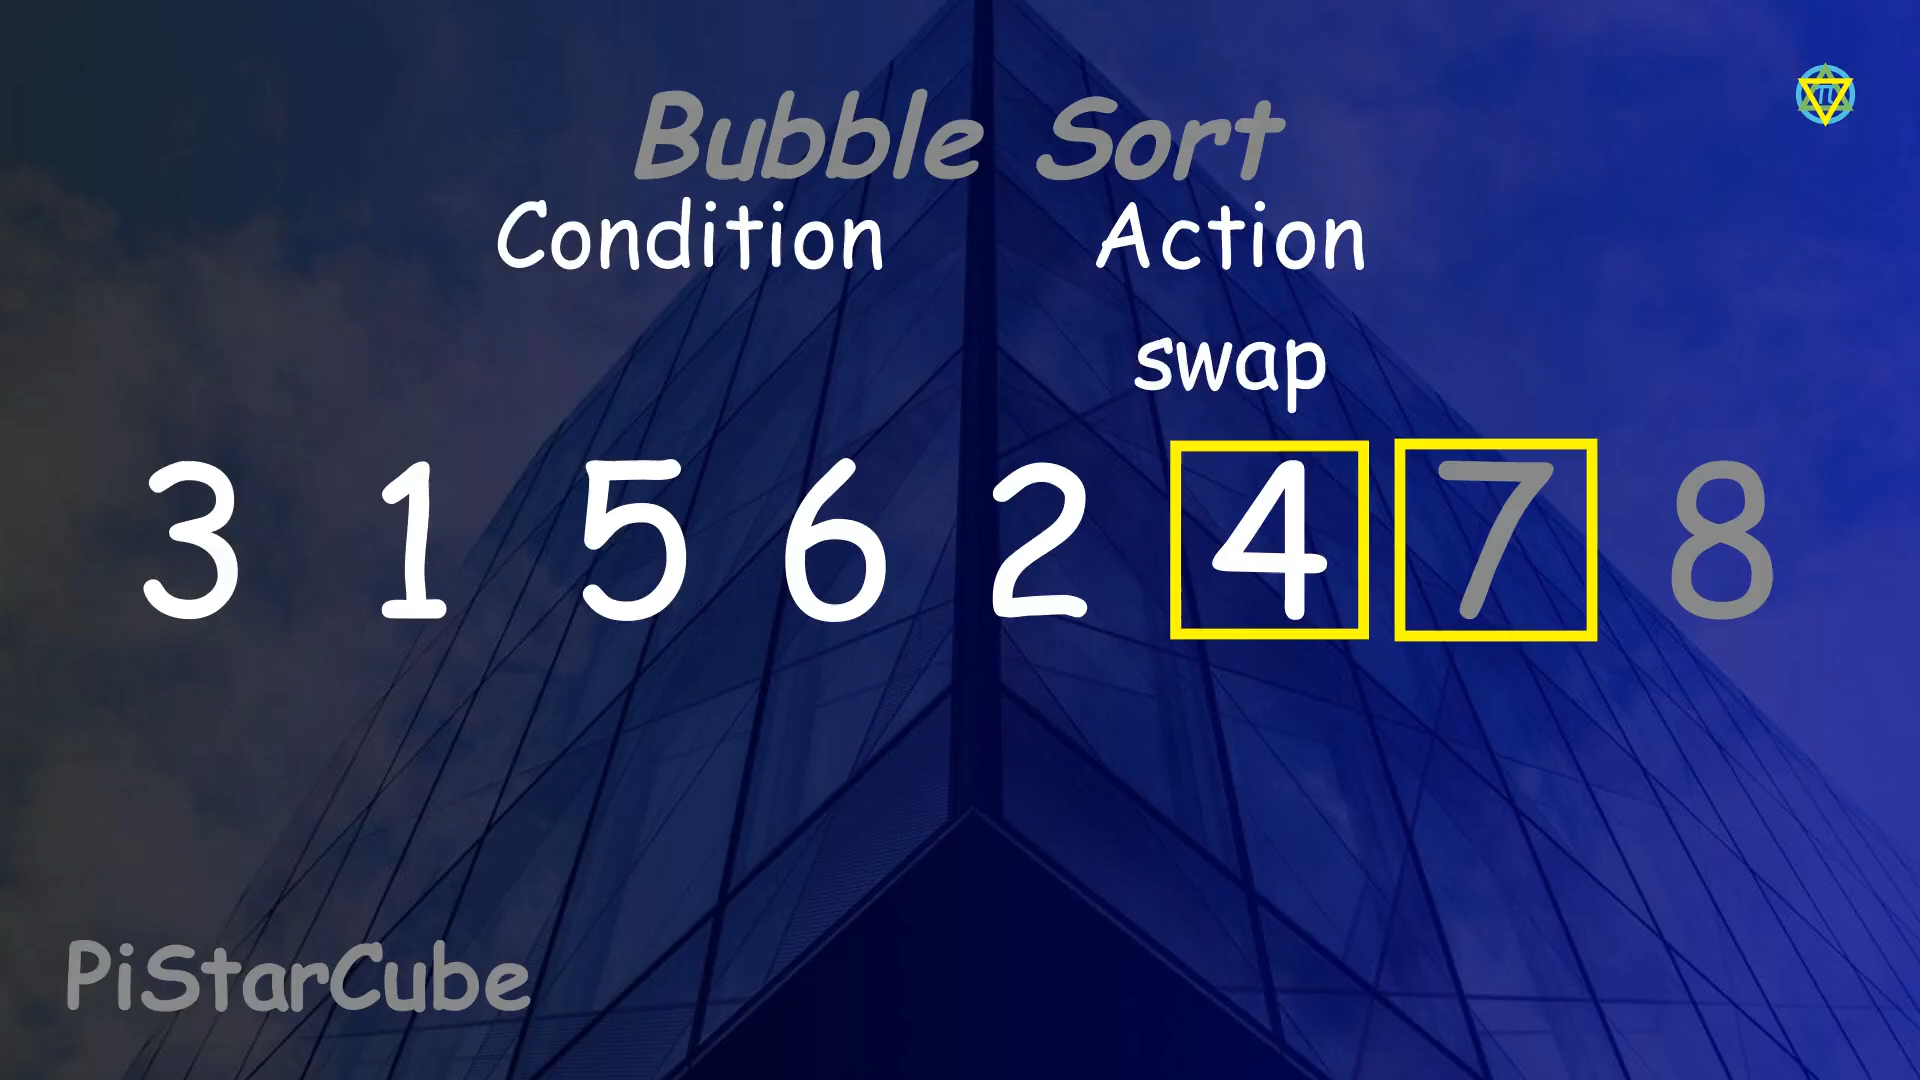 Bubble Sort
Condition Action
swap
3 1 5 6 2 4 7 8
PiStarCube